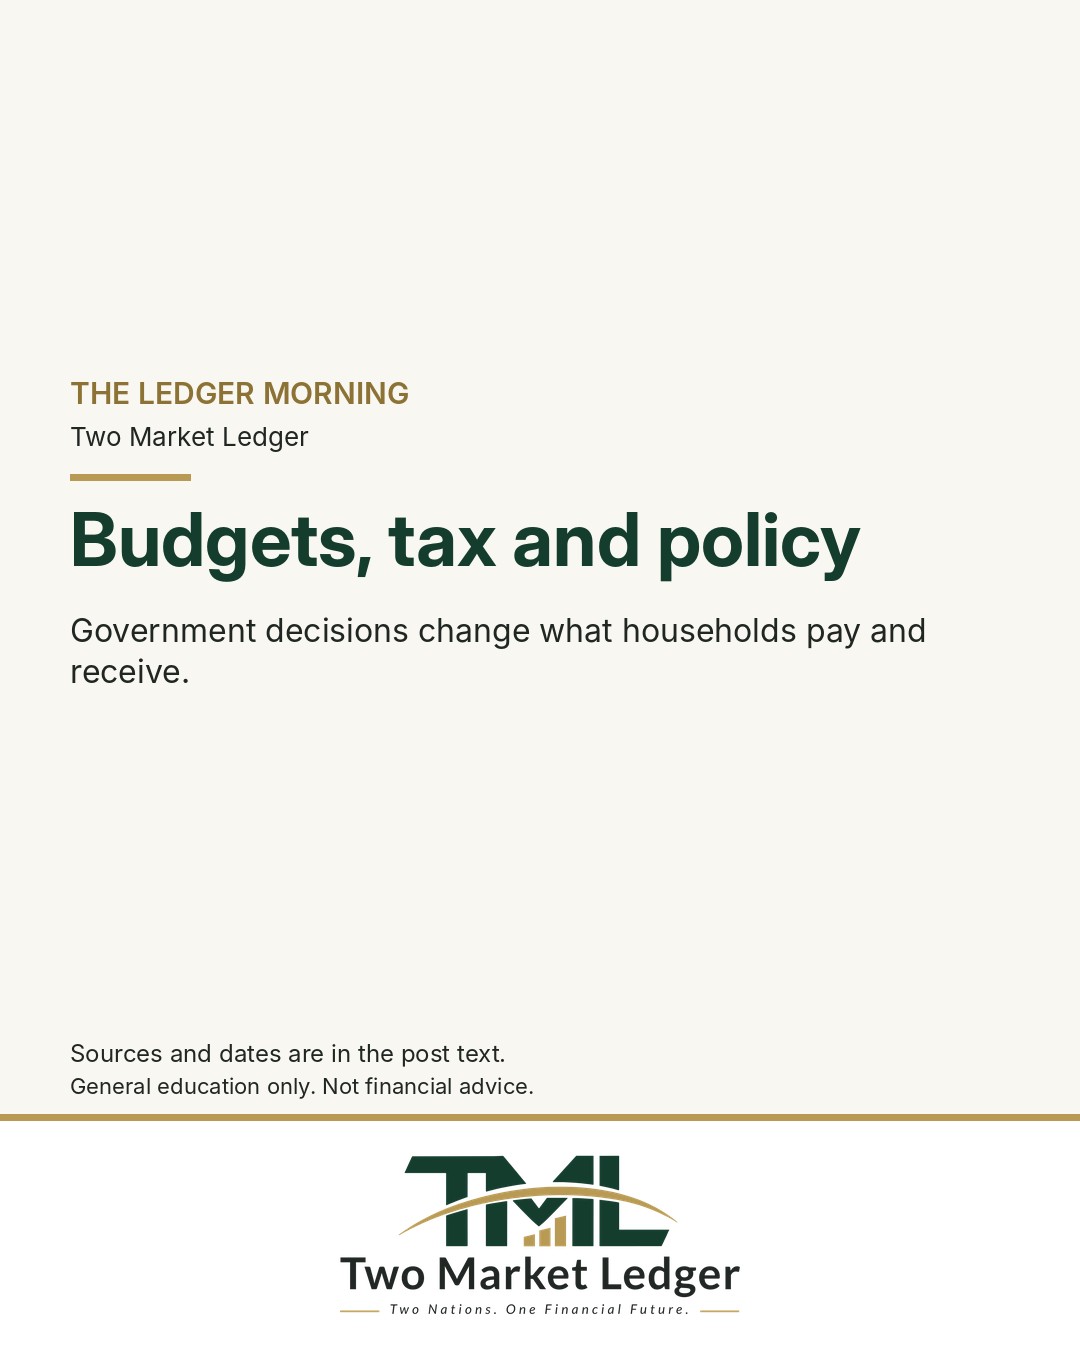 THE LEDGER MORNING
Two Market Ledger
Budgets, tax and policy
Government decisions change what households pay and
receive.
Sources and dates are in the post text.
General education only. Not financial advice.
TML
Two Market Ledger
Two Nations. One Financial Future.